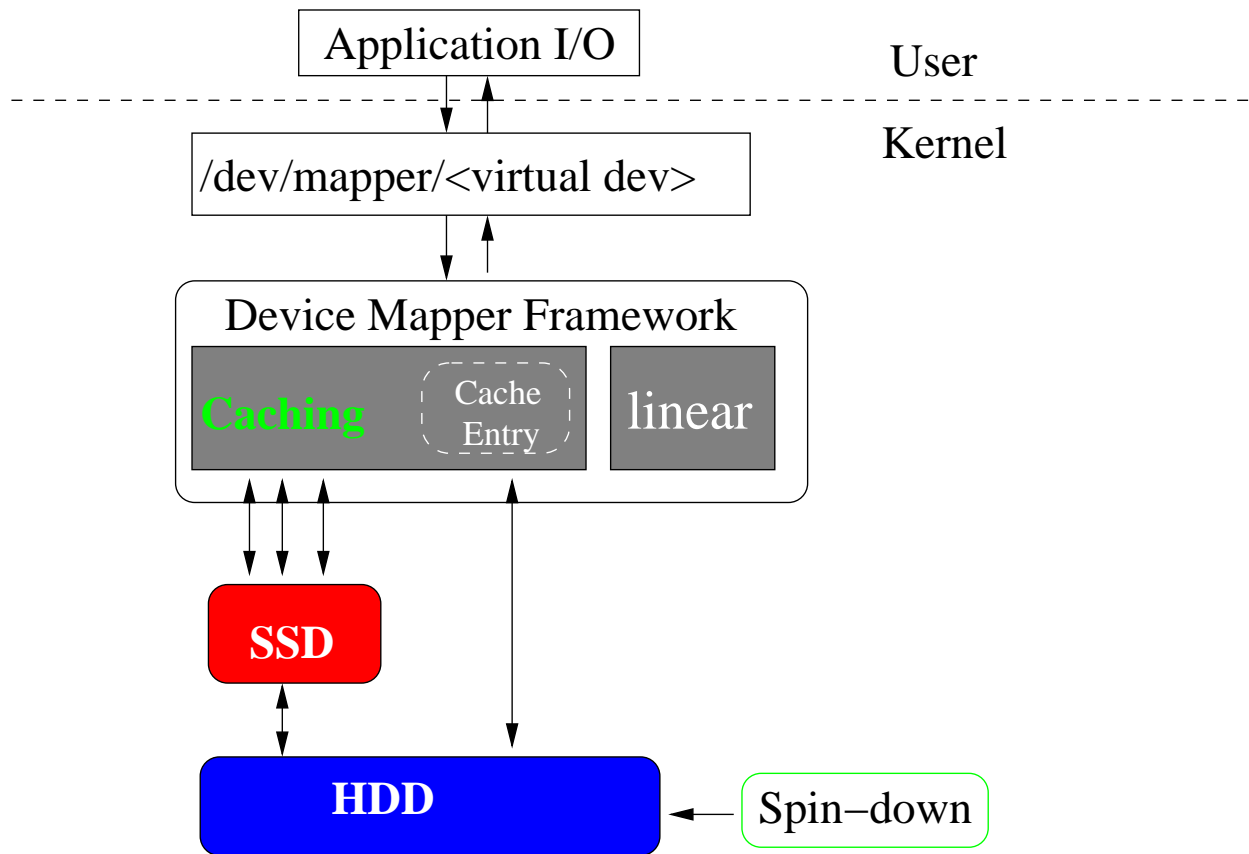 Application I/O
User
Kernel
/dev/mapper/<virtual dev>
Device Mapper Framework
Caching
Cache
Entry
linear
SSD
HDD
Spin−down